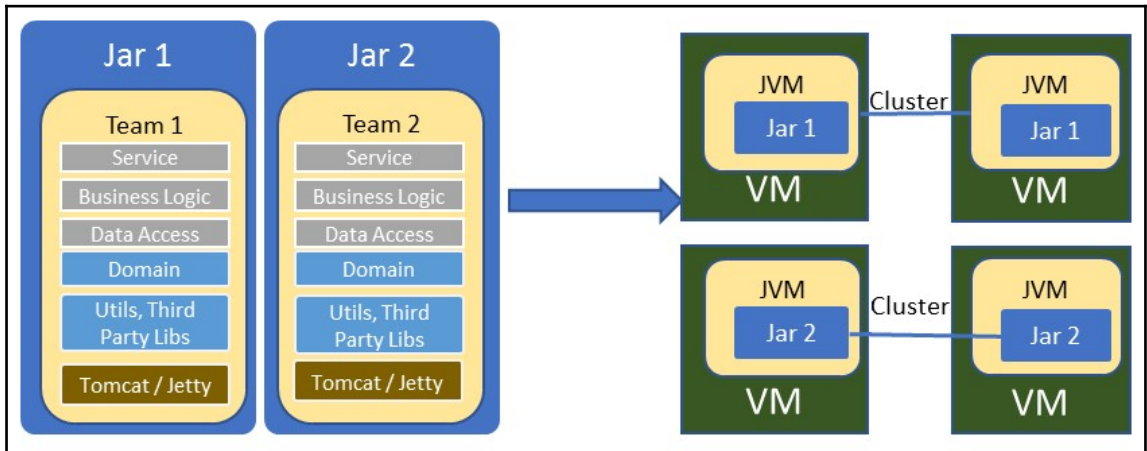 Jar 1
Team 1
Service
Business Logic
Data Access
Domain
Utils, Third
Party Libs
Tomcat / Jetty
Jar 2
Team 2
Service
Business Logic
Data Access
Domain
Utils, Third
Party Libs
Tomcat / Jetty
JVM
Jar 1
VM
Cluster
JVM
Jar 1
VM
JVM
Jar 2
VM
Cluster
JVM
Jar 2
VM